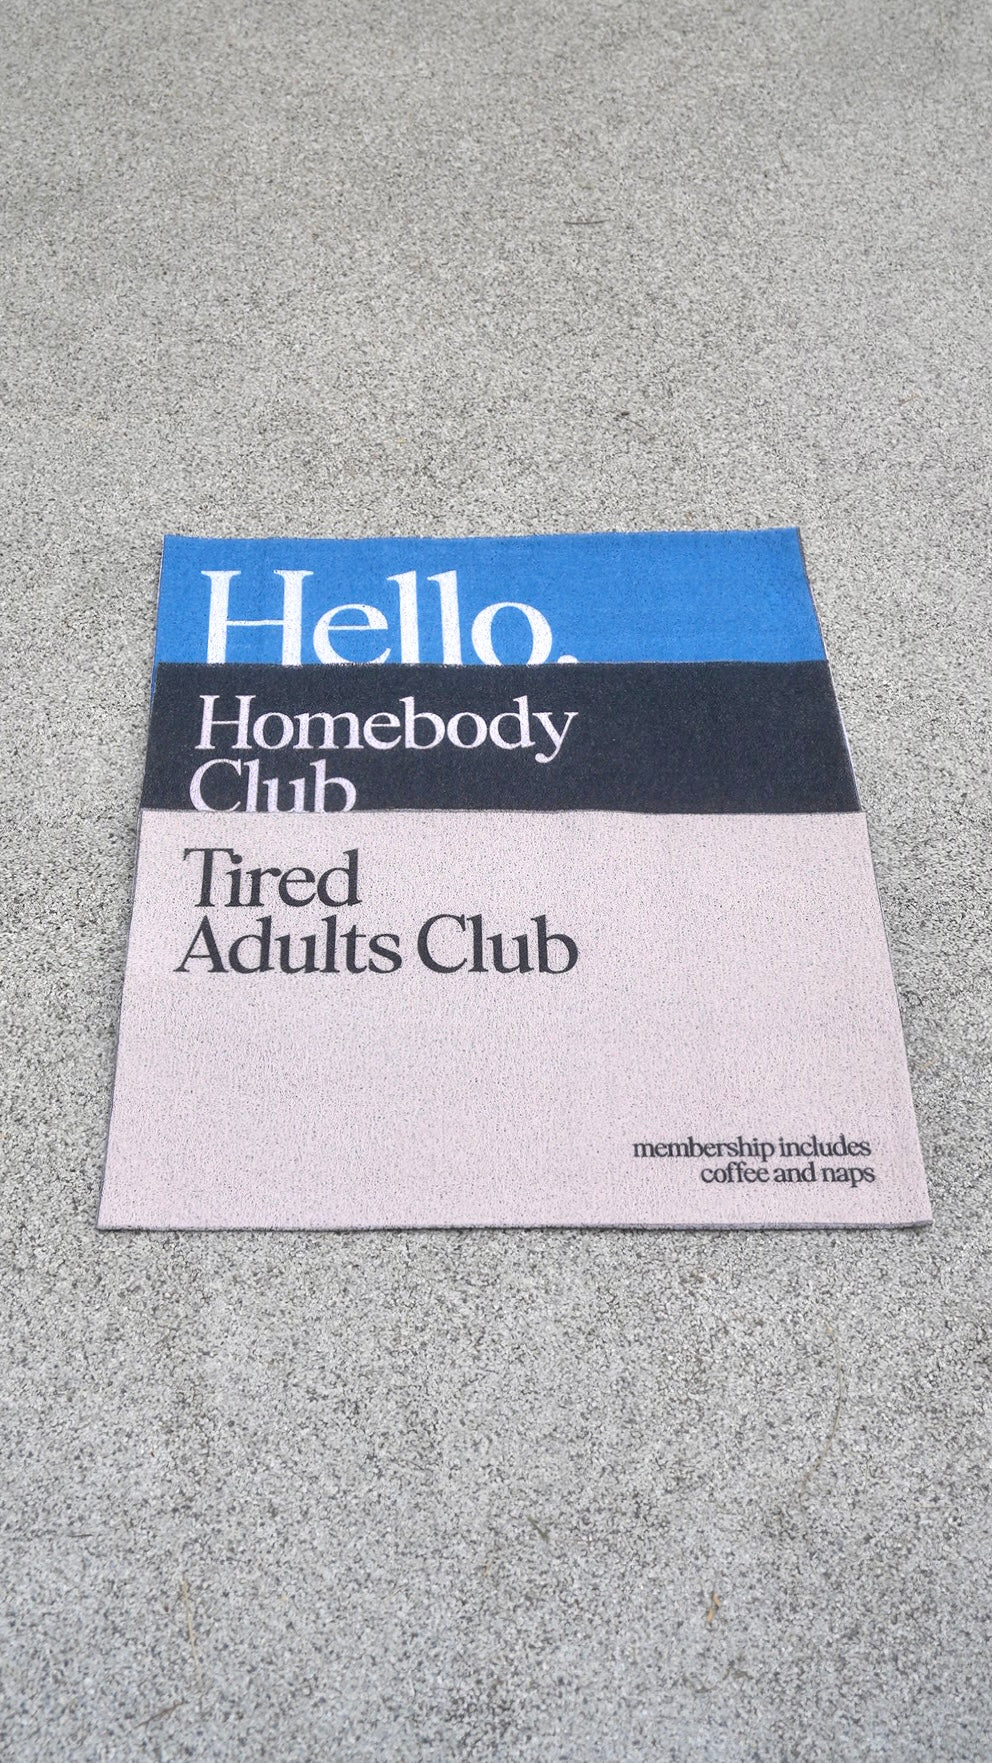 Hello.
Homebody
Club
Tired
Adults Club
membership includes
coffee and naps